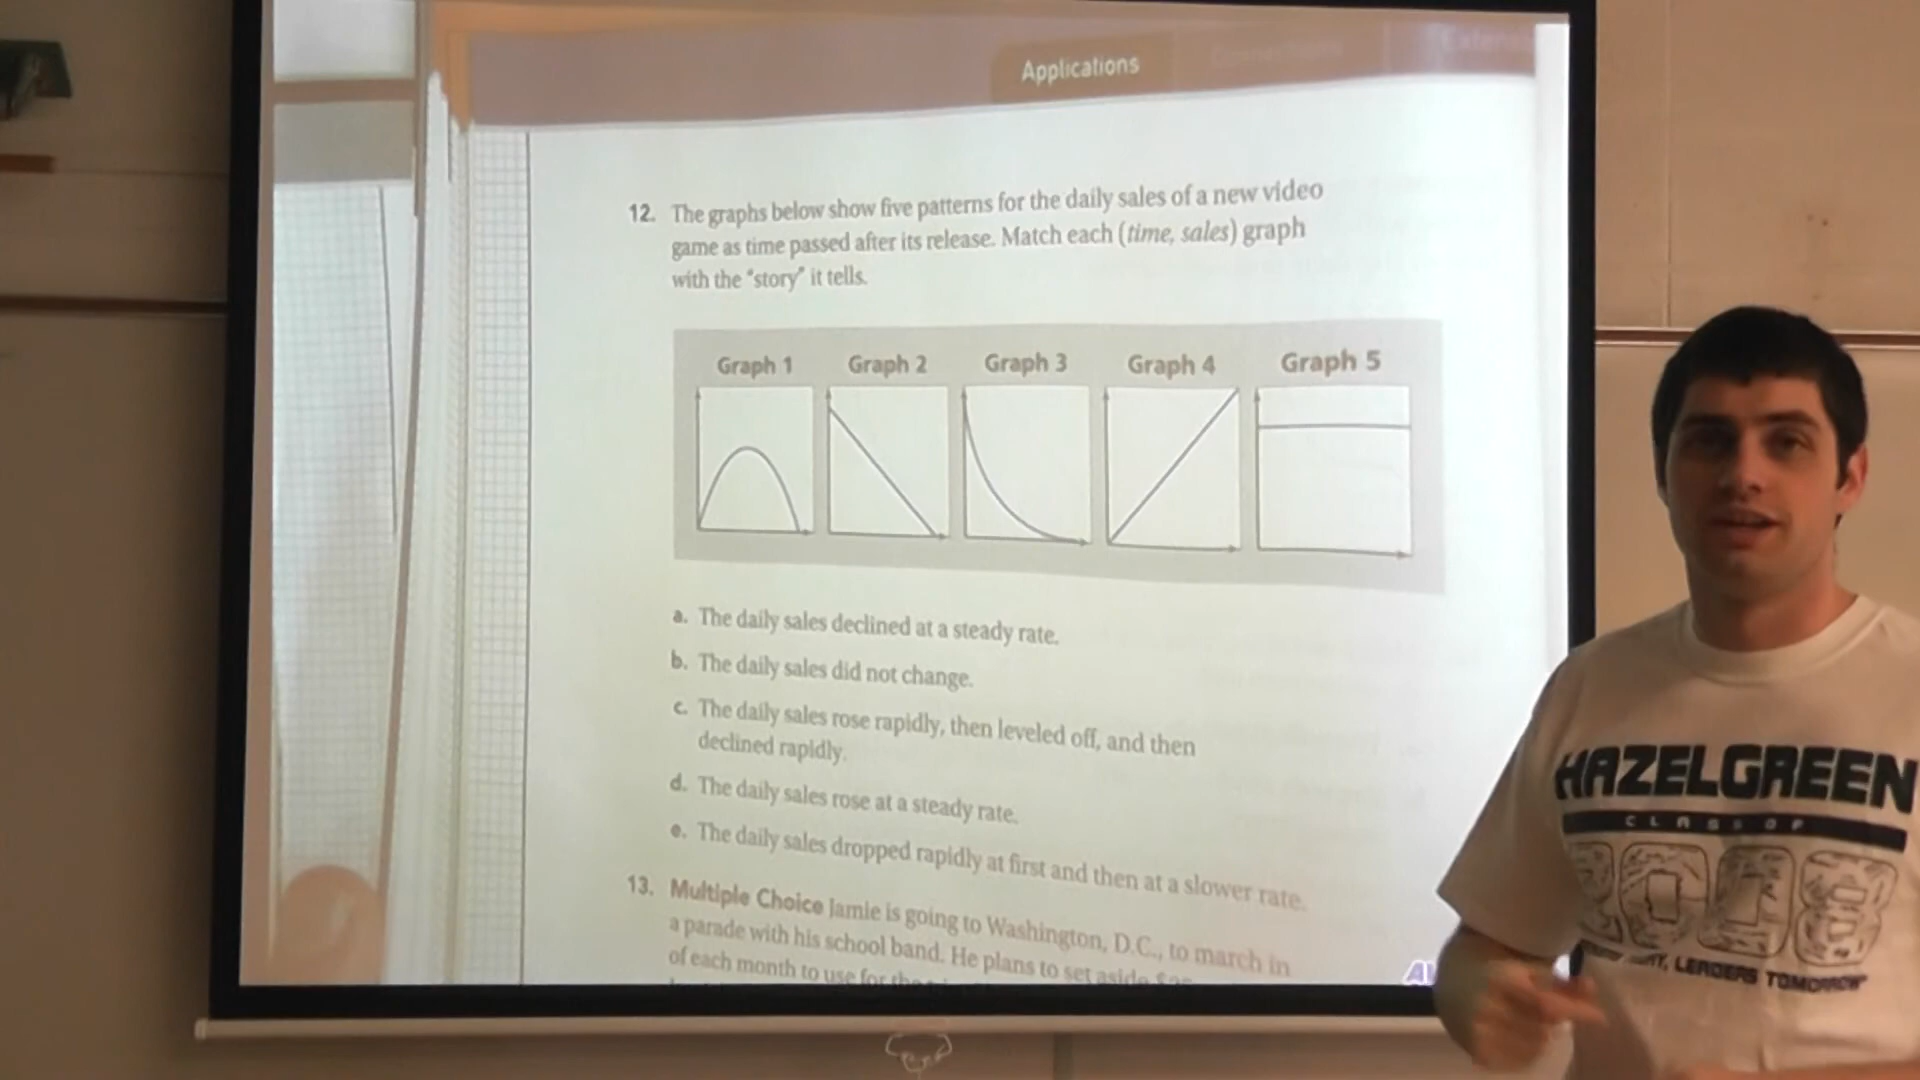 Applications
12. The graphs below show five patterns for the daily sales of a new video
game as time passed after its release. Match each (time, sales) graph
with the “story” it tells.
Graph 1 Graph 2 Graph 3 Graph 4 Graph 5
a. The daily sales declined at a steady rate.
b. The daily sales did not change.
c. The daily sales rose rapidly, then leveled off, and then
declined rapidly.
d. The daily sales rose at a steady rate.
e. The daily sales dropped rapidly at first and then at a slower rate.
13. Multiple Choice Jamie is going to Washington, D.C., to march in
a parade with his school band. He plans to set aside
of each month to use for the
HAZELGREEN
CLASS OF
LEADERS TOMORROW